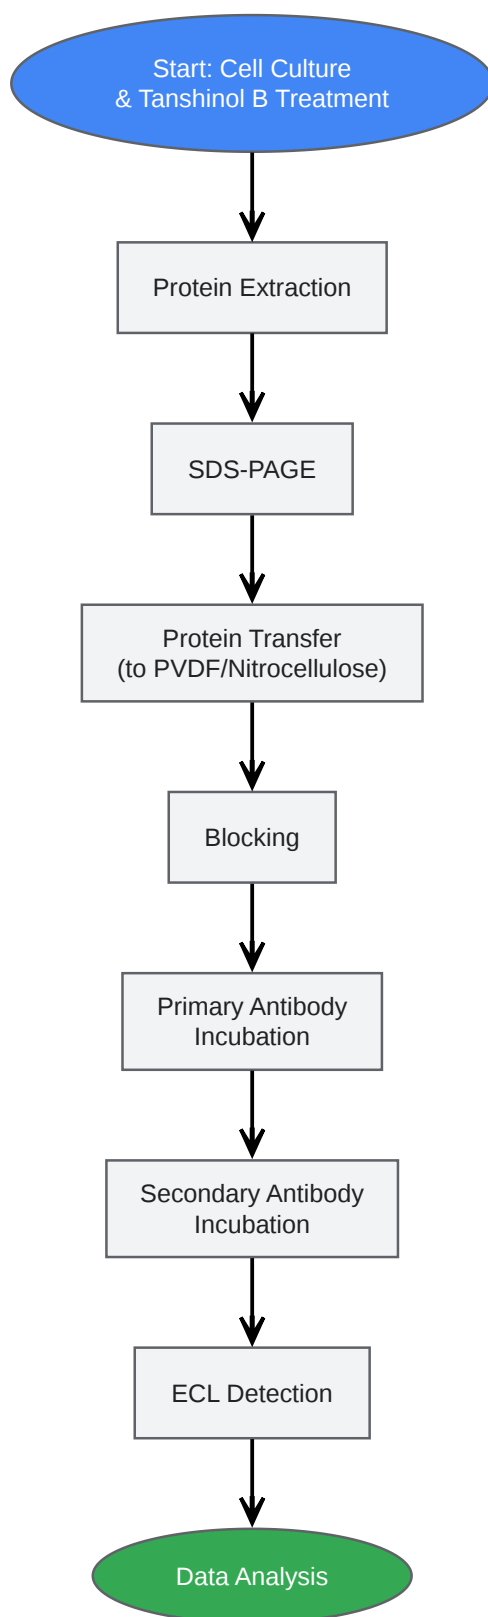 Start: Cell Culture
& Tanshinol B Treatment
Protein Extraction
SDS-PAGE
Protein Transfer
(to PVDF/Nitrocellulose)
Blocking
Primary Antibody
Incubation
Secondary Antibody
Incubation
ECL Detection
Data Analysis